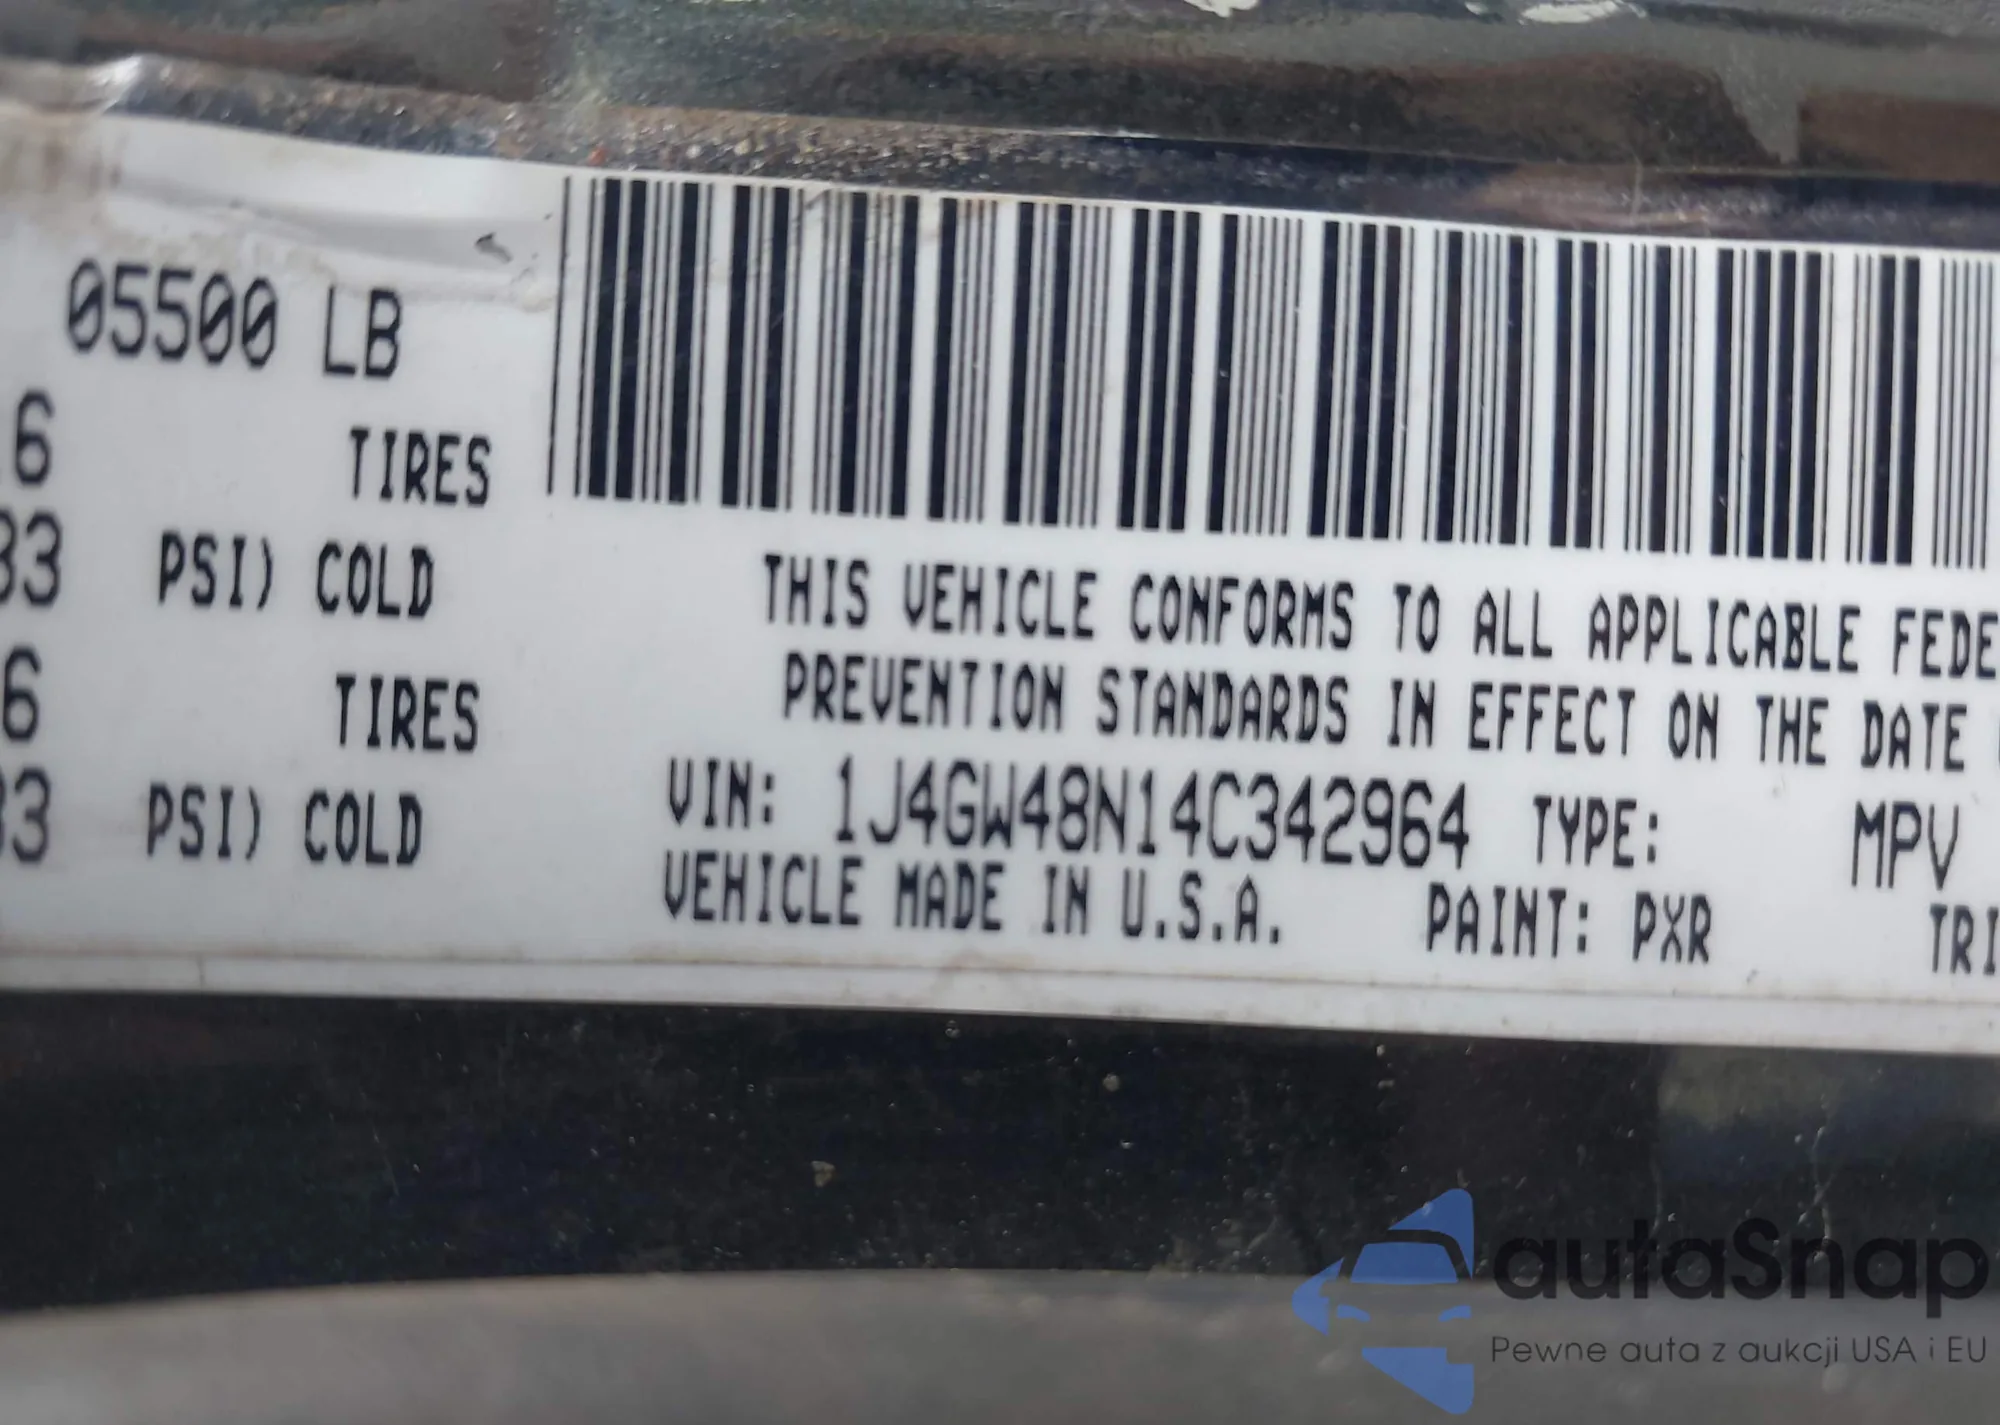 05500 LB
6 TIRES
33 PSI) COLD
6 TIRES
33 PSI) COLD
THIS VEHICLE CONFORMS TO ALL APPLICABLE FEDE
PREVENTION STANDARDS IN EFFECT ON THE DATE
VIN: 1J4GW48N14C342964 TYPE: MPV
VEHICLE MADE IN U.S.A. PAINT: PXR TRI
autaSnap
Pewne auta z aukcji USA i EU